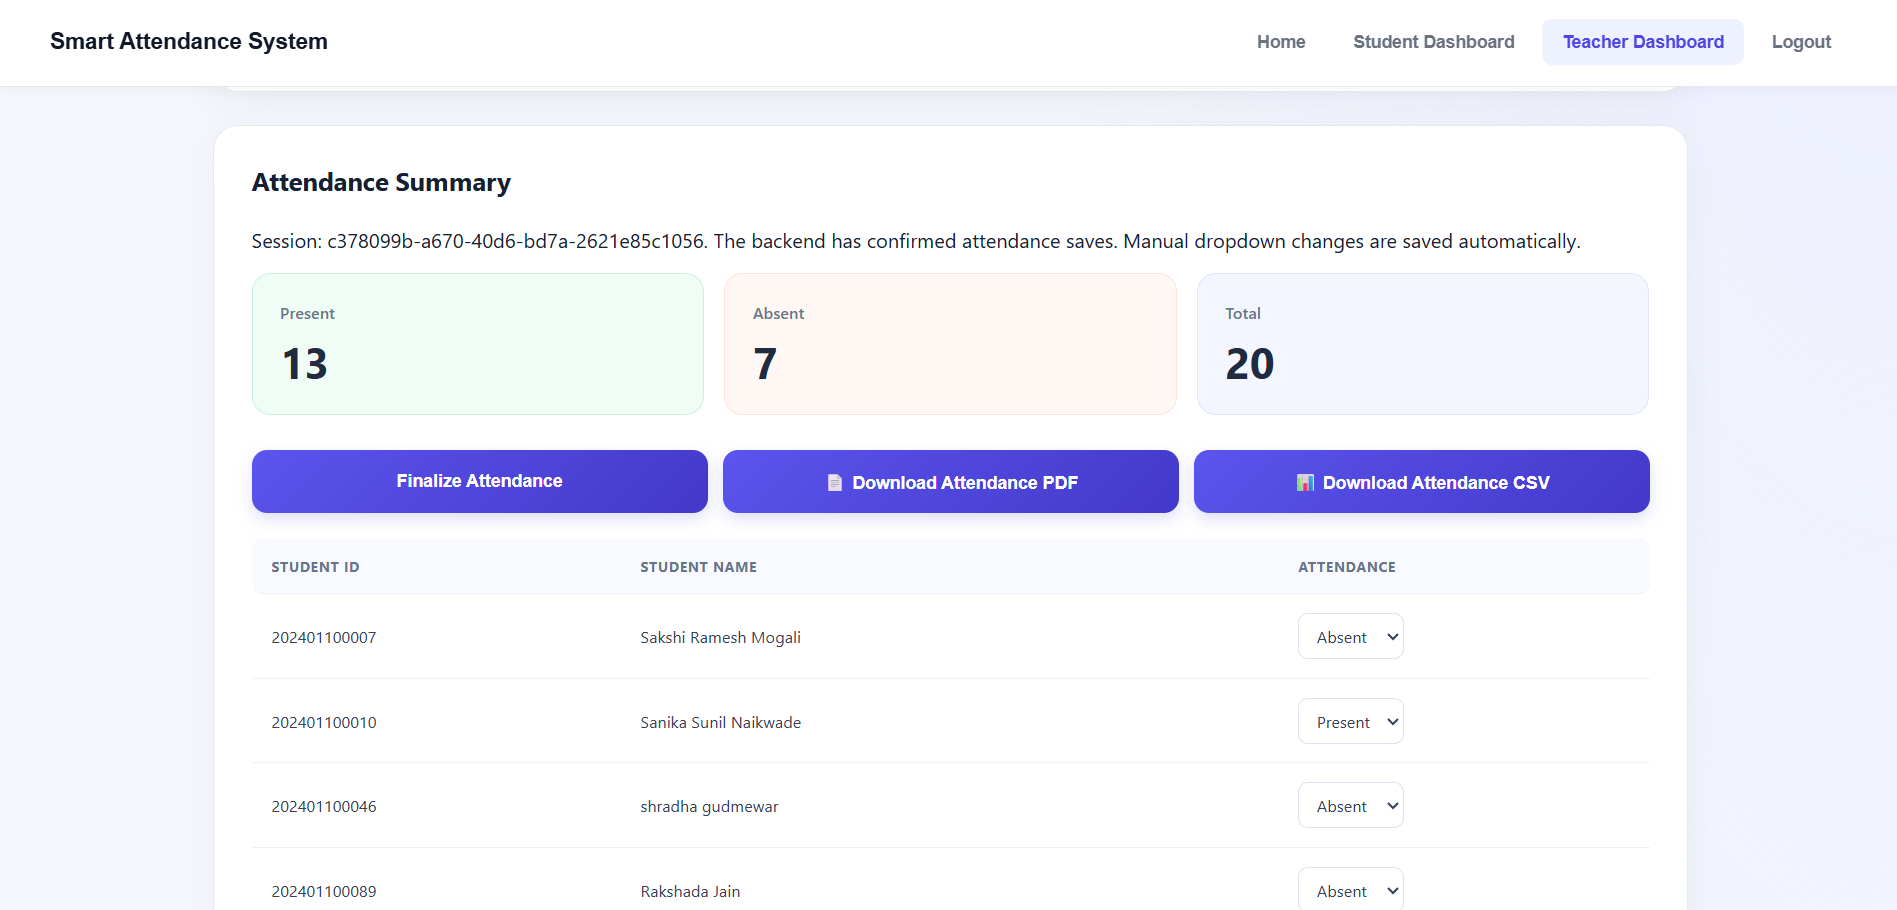 Smart Attendance System
Home Student Dashboard Teacher Dashboard Logout
Attendance Summary
Session: c378099b-a670-40d6-bd7a-2621e85c1056. The backend has confirmed attendance saves. Manual dropdown changes are saved automatically.
Present Absent Total
13 7 20
Finalize Attendance Download Attendance PDF Download Attendance CSV
STUDENT ID STUDENT NAME ATTENDANCE
202401100007 Sakshi Ramesh Mogali Absent
202401100010 Sanika Sunil Naikwade Present
202401100046 shradha gudmewar Absent
202401100089 Rakshada Jain Absent